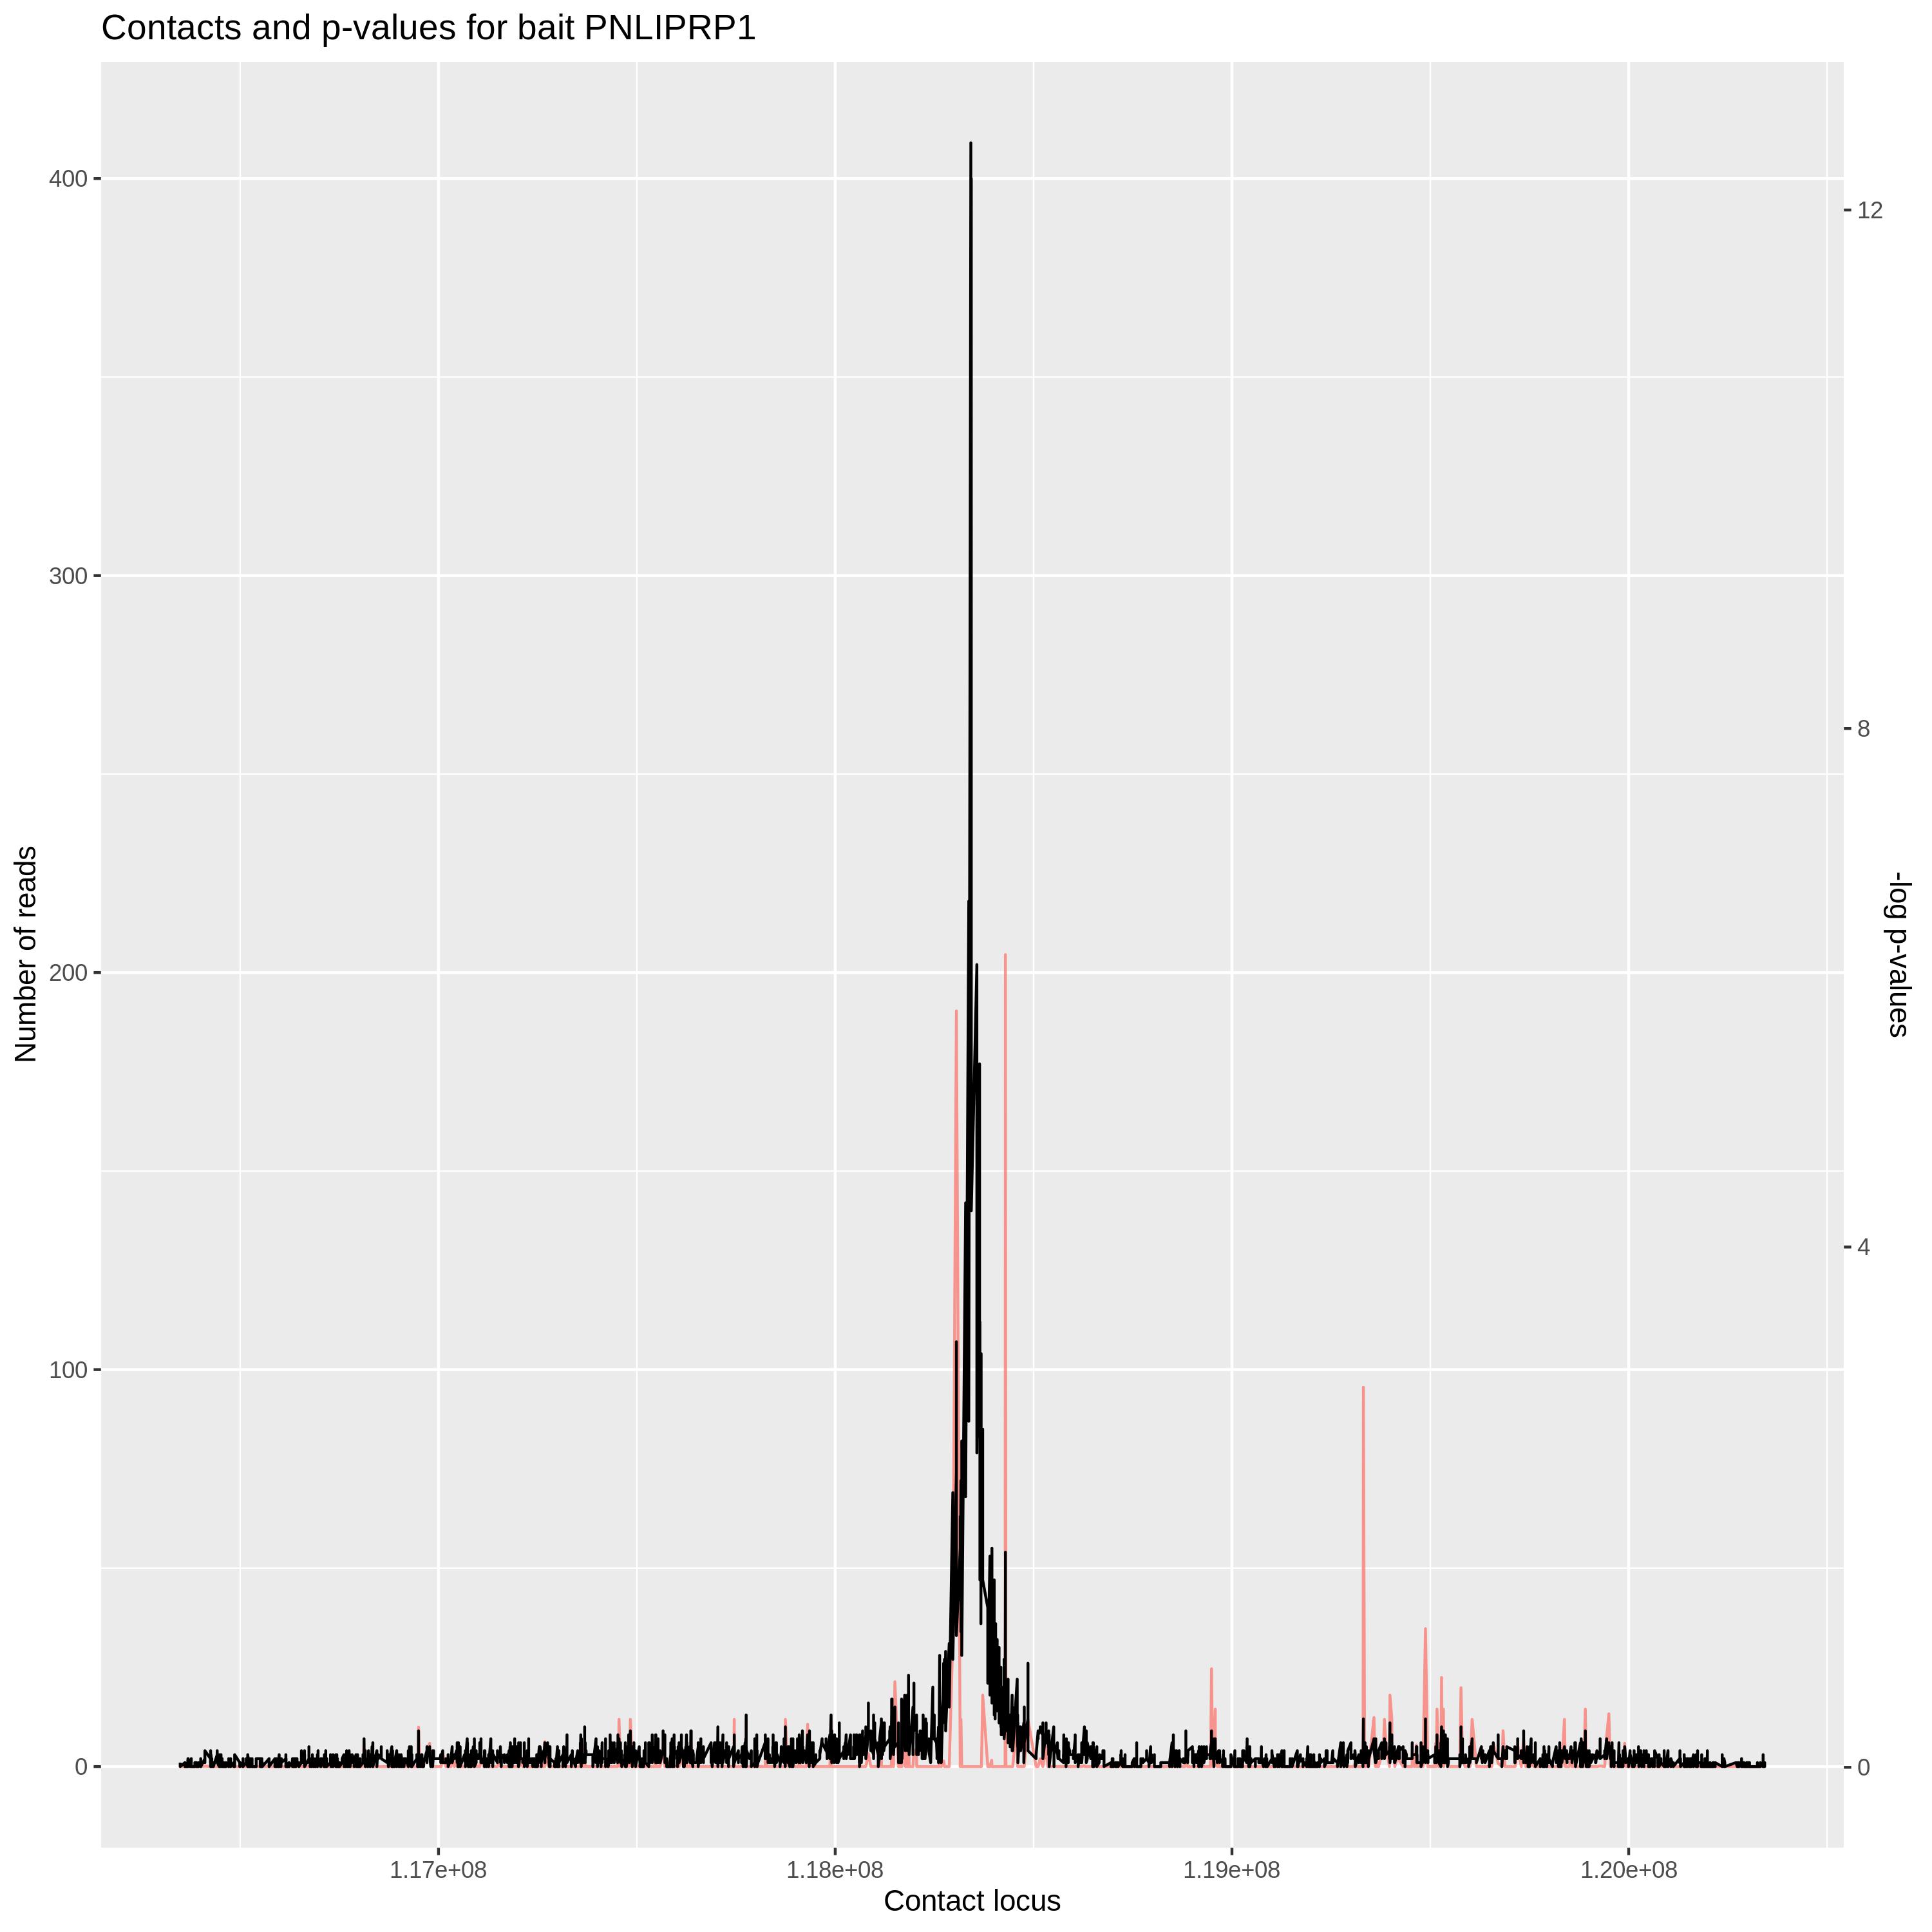 Contacts and p-values for bait PNLIPRP1
400
300
200
100
0
Number of reads
12
8
4
0
-log p-values
1.17e+08
1.18e+08
1.19e+08
1.20e+08
Contact locus